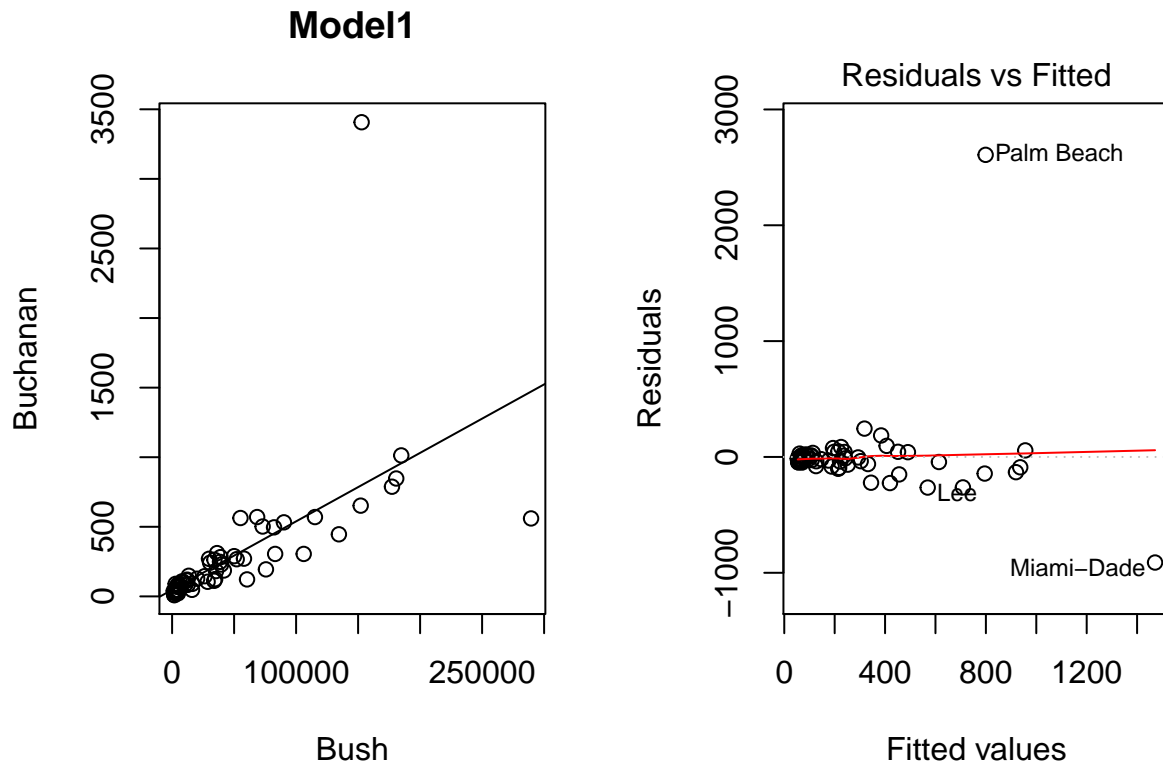 Model1
3500
2500
1500
500
0
Buchanan
0
100000
250000
Bush
Residuals vs Fitted
3000
2000
1000
0
−1000
Residuals
Palm Beach
Lee
Miami−Dade
0
400
800
1200
Fitted values